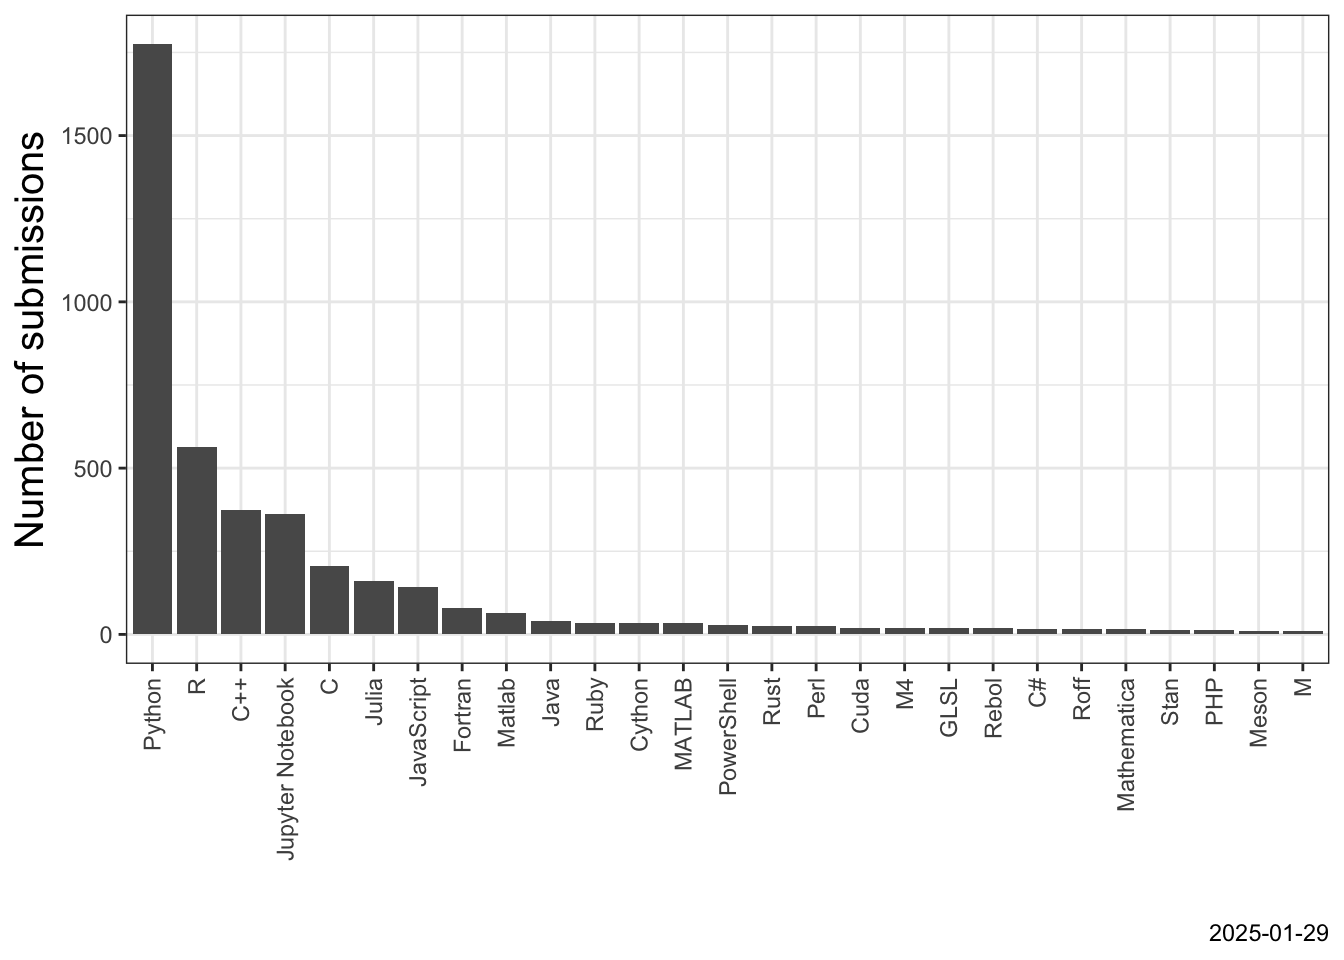 Number of submissions
1500
1000
500
0
Python
R
C++
Jupyter Notebook
C
Julia
JavaScript
Fortran
Matlab
Java
Ruby
Cython
MATLAB
PowerShell
Rust
Perl
Cuda
M4
GLSL
Rebol
C#
Roff
Mathematica
Stan
PHP
Meson
M
2025-01-29